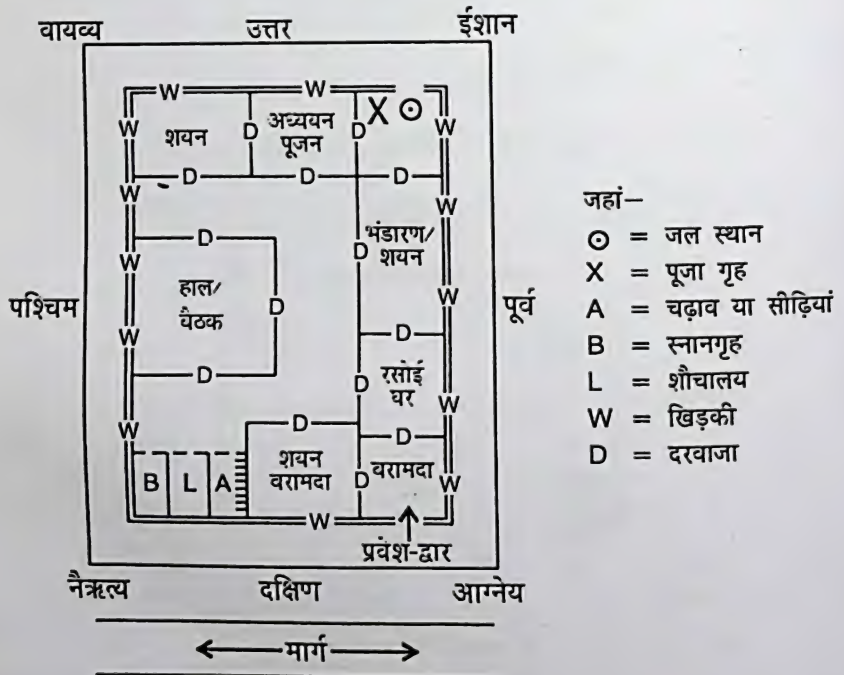 वायव्य उत्तर ईशान
W W
X ⊙
W शयन D अध्ययन D W
पूजन
D D D
W W
D भंडारण/
शयन
D
W
पश्चिम हाल/ D W पूर्व
बैठक
W D
D D रसोई
घर W
W D D
शयन D वरामदा W
B L A वरामदा
W
प्रवेश-द्वार
नैऋत्य दक्षिण आग्नेय
मार्ग
जहां–
⊙ = जल स्थान
X = पूजा गृह
A = चढ़ाव या सीढ़ियां
B = स्नानगृह
L = शौचालय
W = खिड़की
D = दरवाजा